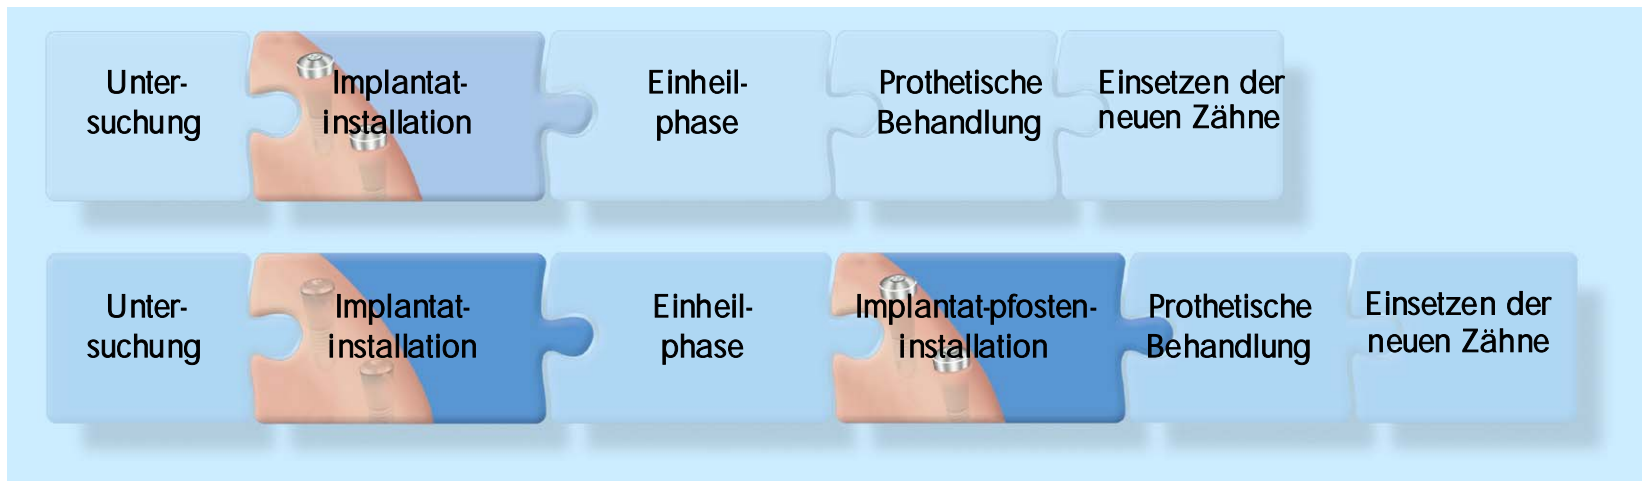 Unter-
suchung
Implantat-
installation
Einheil-
phase
Prothetische
Behandlung
Einsetzen der
neuen Zähne
Unter-
suchung
Implantat-
installation
Einheil-
phase
Implantat-pfosten-
installation
Prothetische
Behandlung
Einsetzen der
neuen Zähne